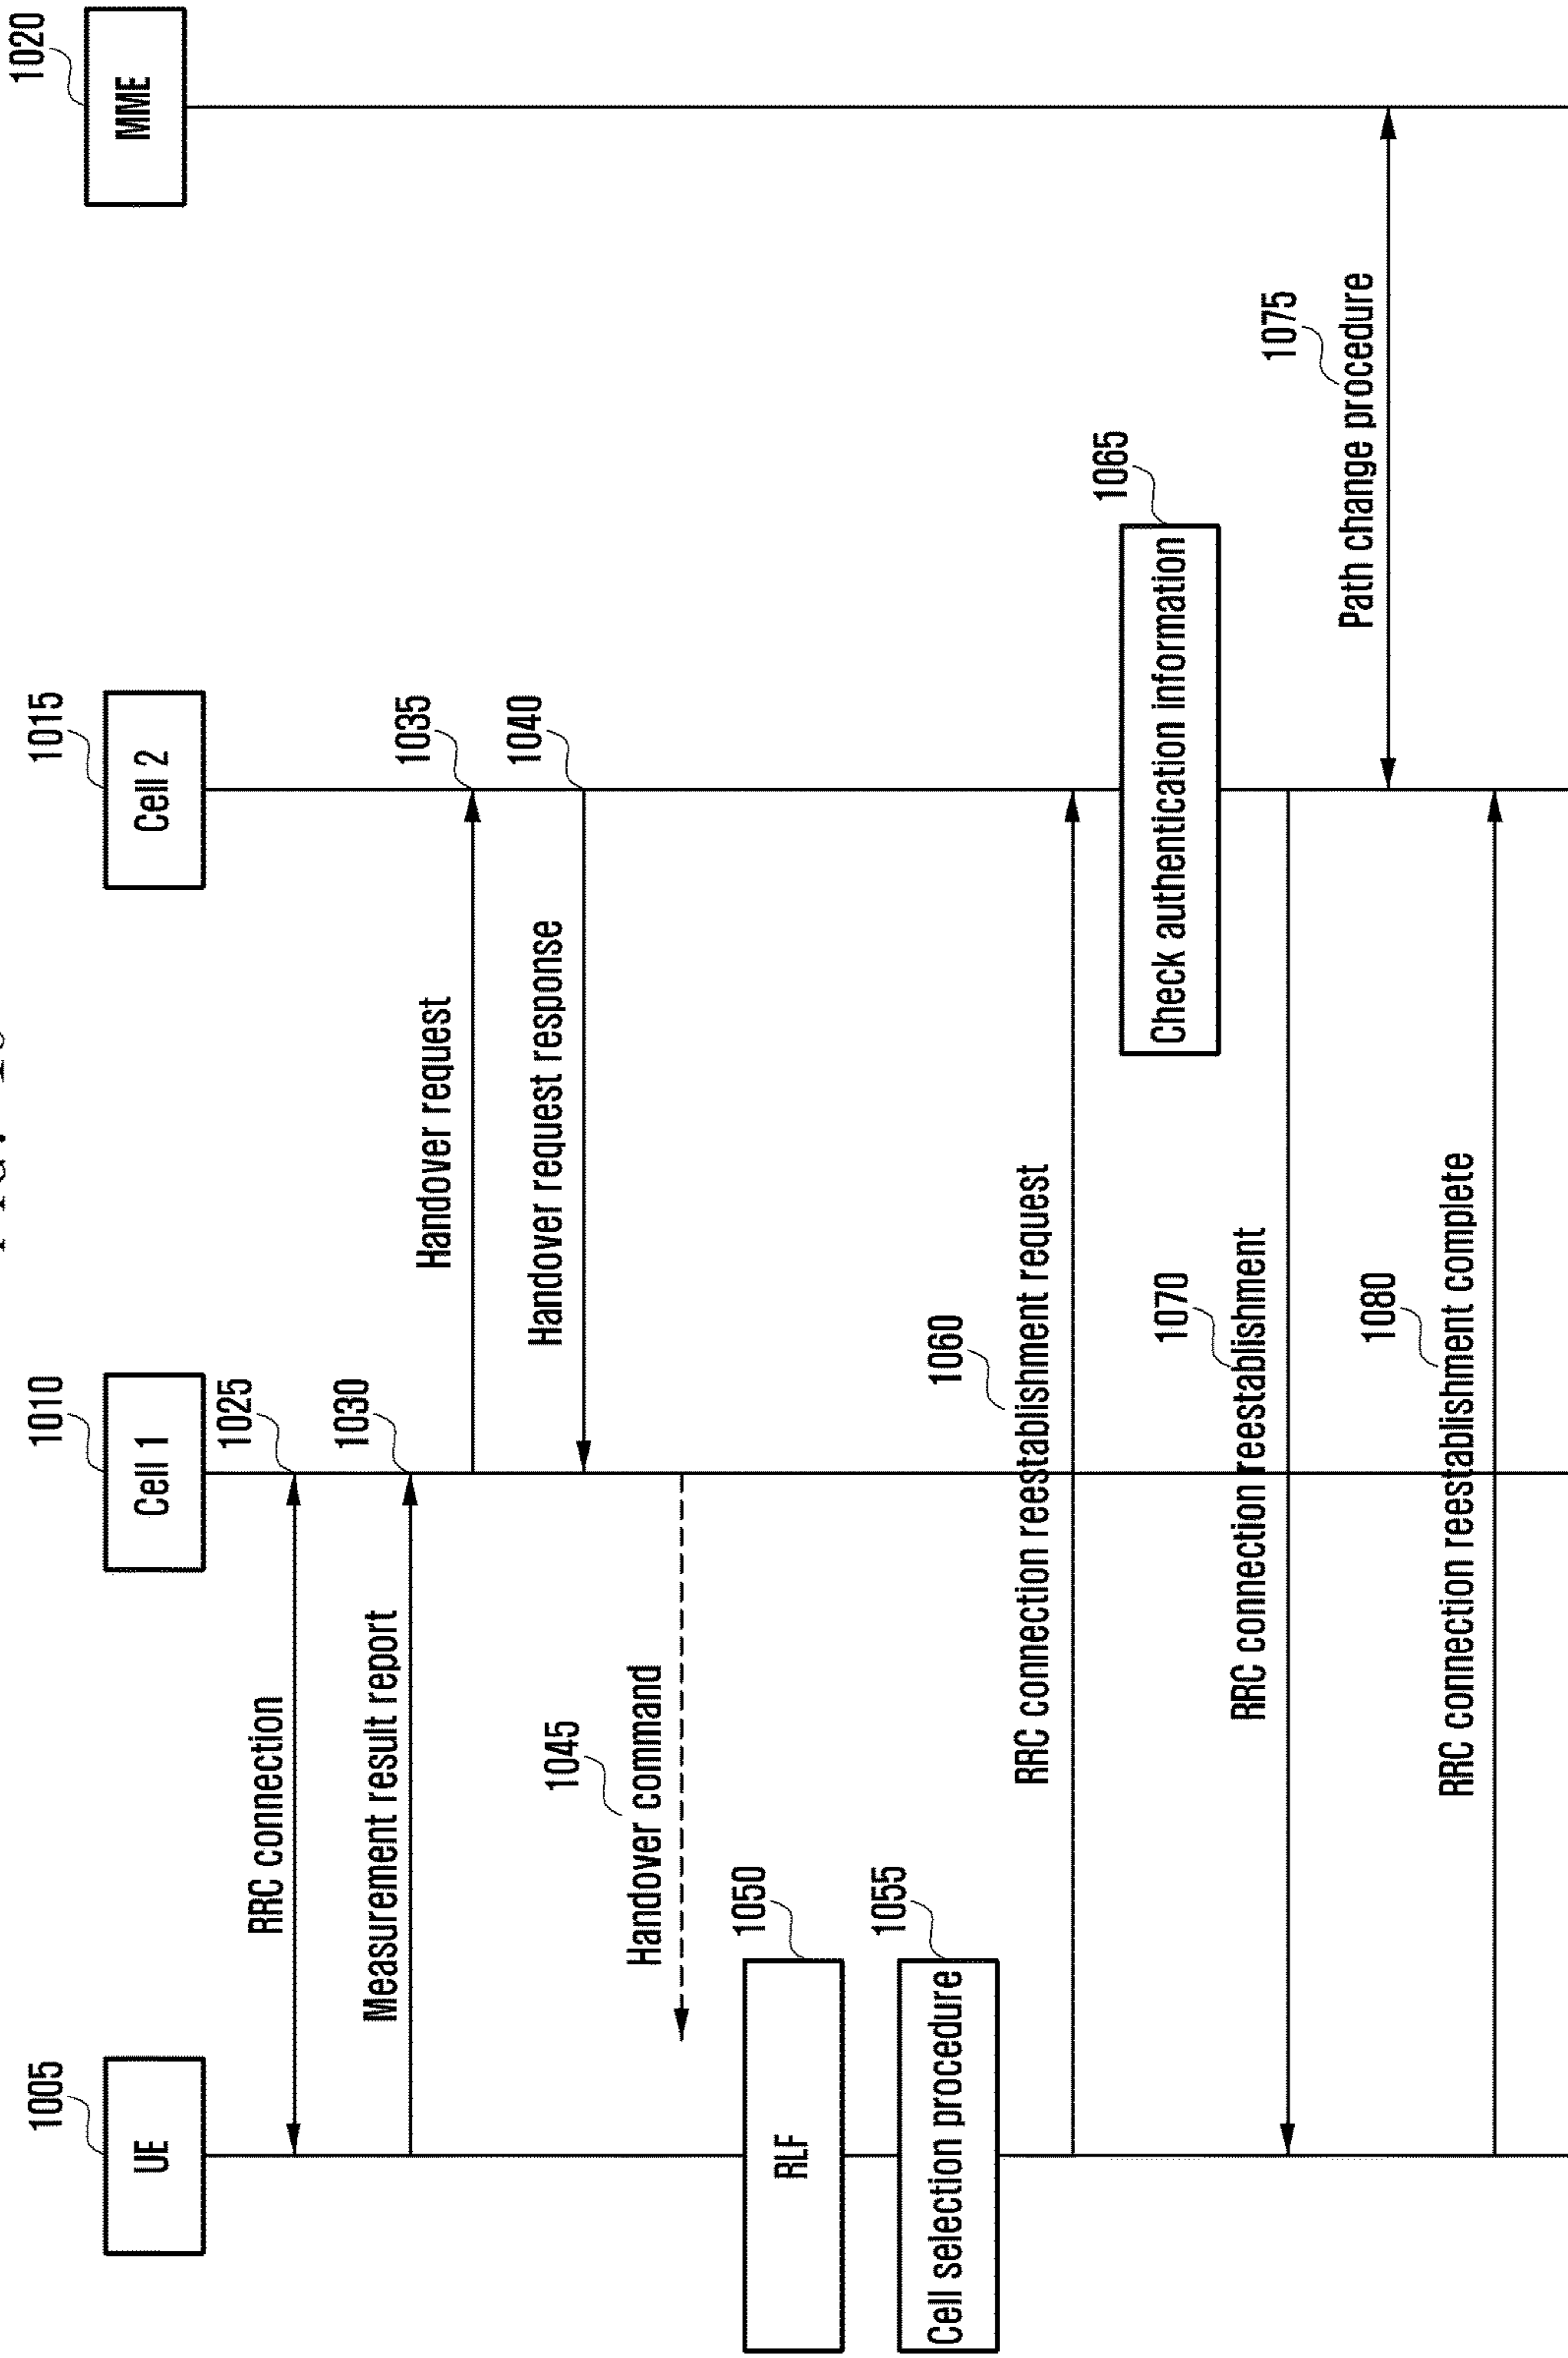 1005
UE
1010
Cell 1
1015
Cell 2
1020
MME
RRC connection
1025
Measurement result report
1030
Handover request
1035
Handover request response
1040
1045
Handover command
1050
RLF
1055
Cell selection procedure
1060
RRC connection reestablishment request
1065
Check authentication information
1070
RRC connection reestablishment
1075
Path change procedure
1080
RRC connection reestablishment complete